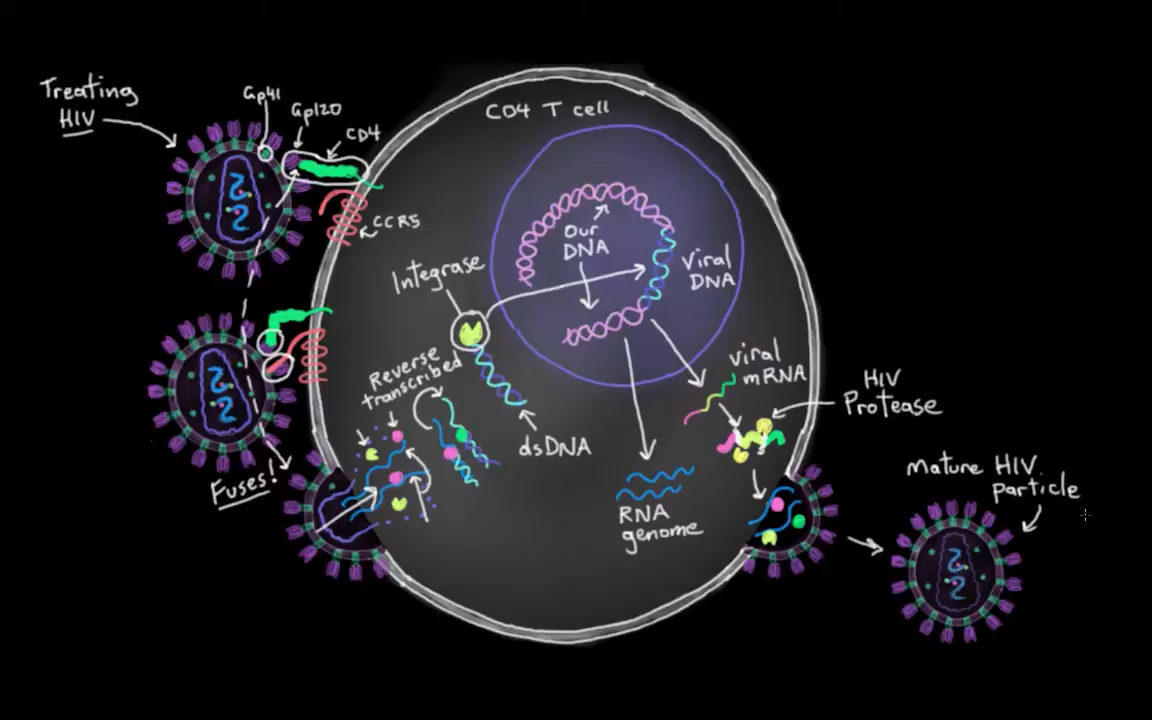 Treating
HIV
Gp41
Gp120
CD4
CCR5
CD4 T cell
Our
DNA
Viral
DNA
Integrase
Reverse
transcribed
dsDNA
Viral
mRNA
HIV
Protease
Fuses!
RNA
genome
mature HIV
particle